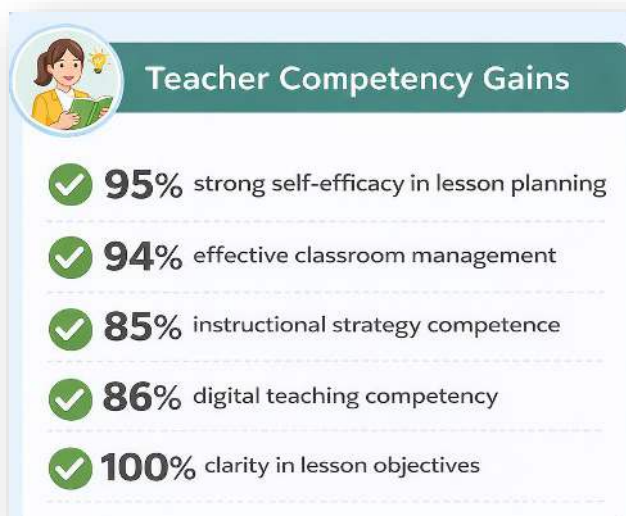 Teacher Competency Gains
95% strong self-efficacy in lesson planning
94% effective classroom management
85% instructional strategy competence
86% digital teaching competency
100% clarity in lesson objectives